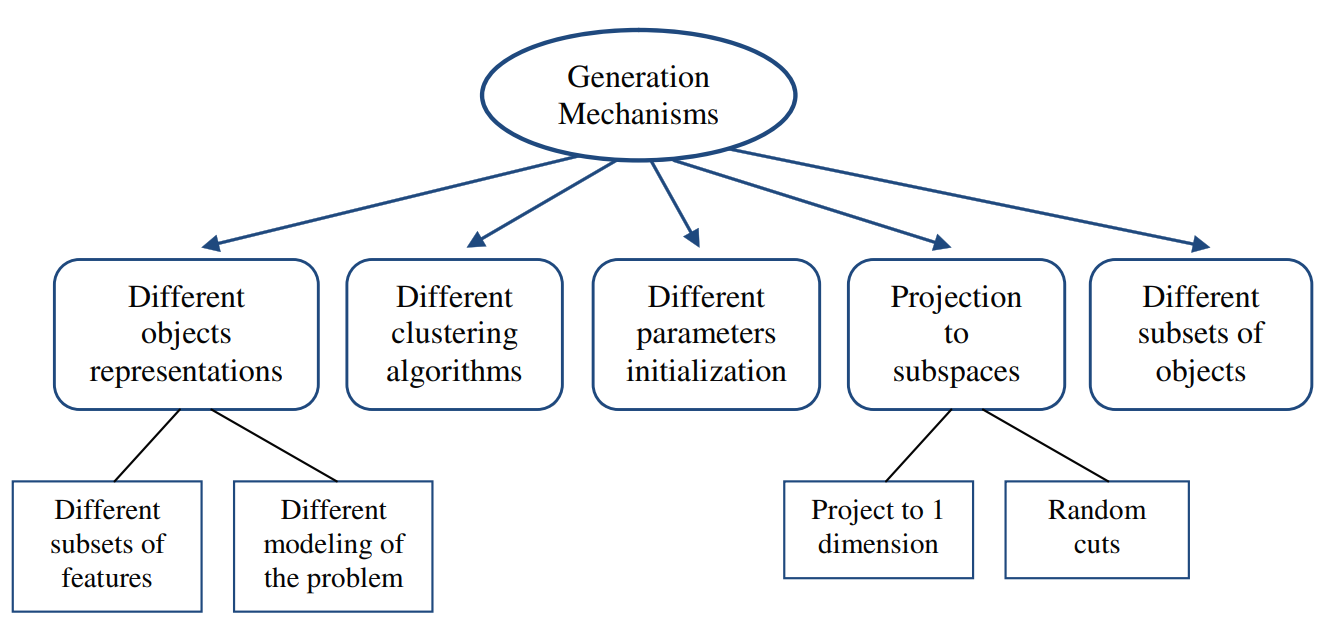 Generation
Mechanisms
Different
objects
representations
Different
clustering
algorithms
Different
parameters
initialization
Projection
to
subspaces
Different
subsets of
objects
Different
subsets of
features
Different
modeling of
the problem
Project to 1
dimension
Random
cuts